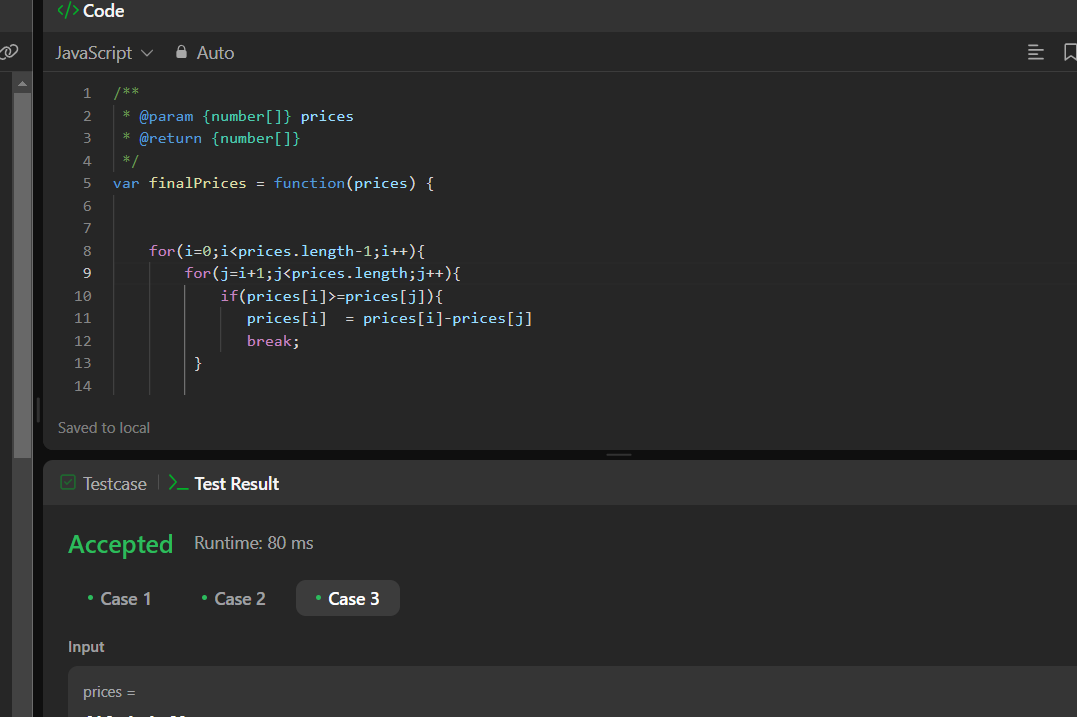 </> Code
JavaScript Auto
1 /**
2 * @param {number[]} prices
3 * @return {number[]}
4 */
5 var finalPrices = function(prices) {
6
7
8 for(i=0;i<prices.length-1;i++){
9 for(j=i+1;j<prices.length;j++){
10 if(prices[i]>=prices[j]){
11 prices[i]  = prices[i]-prices[j]
12 break;
13 }
14
Saved to local
Testcase Test Result
Accepted Runtime: 80 ms
Case 1 Case 2 Case 3
Input
prices =